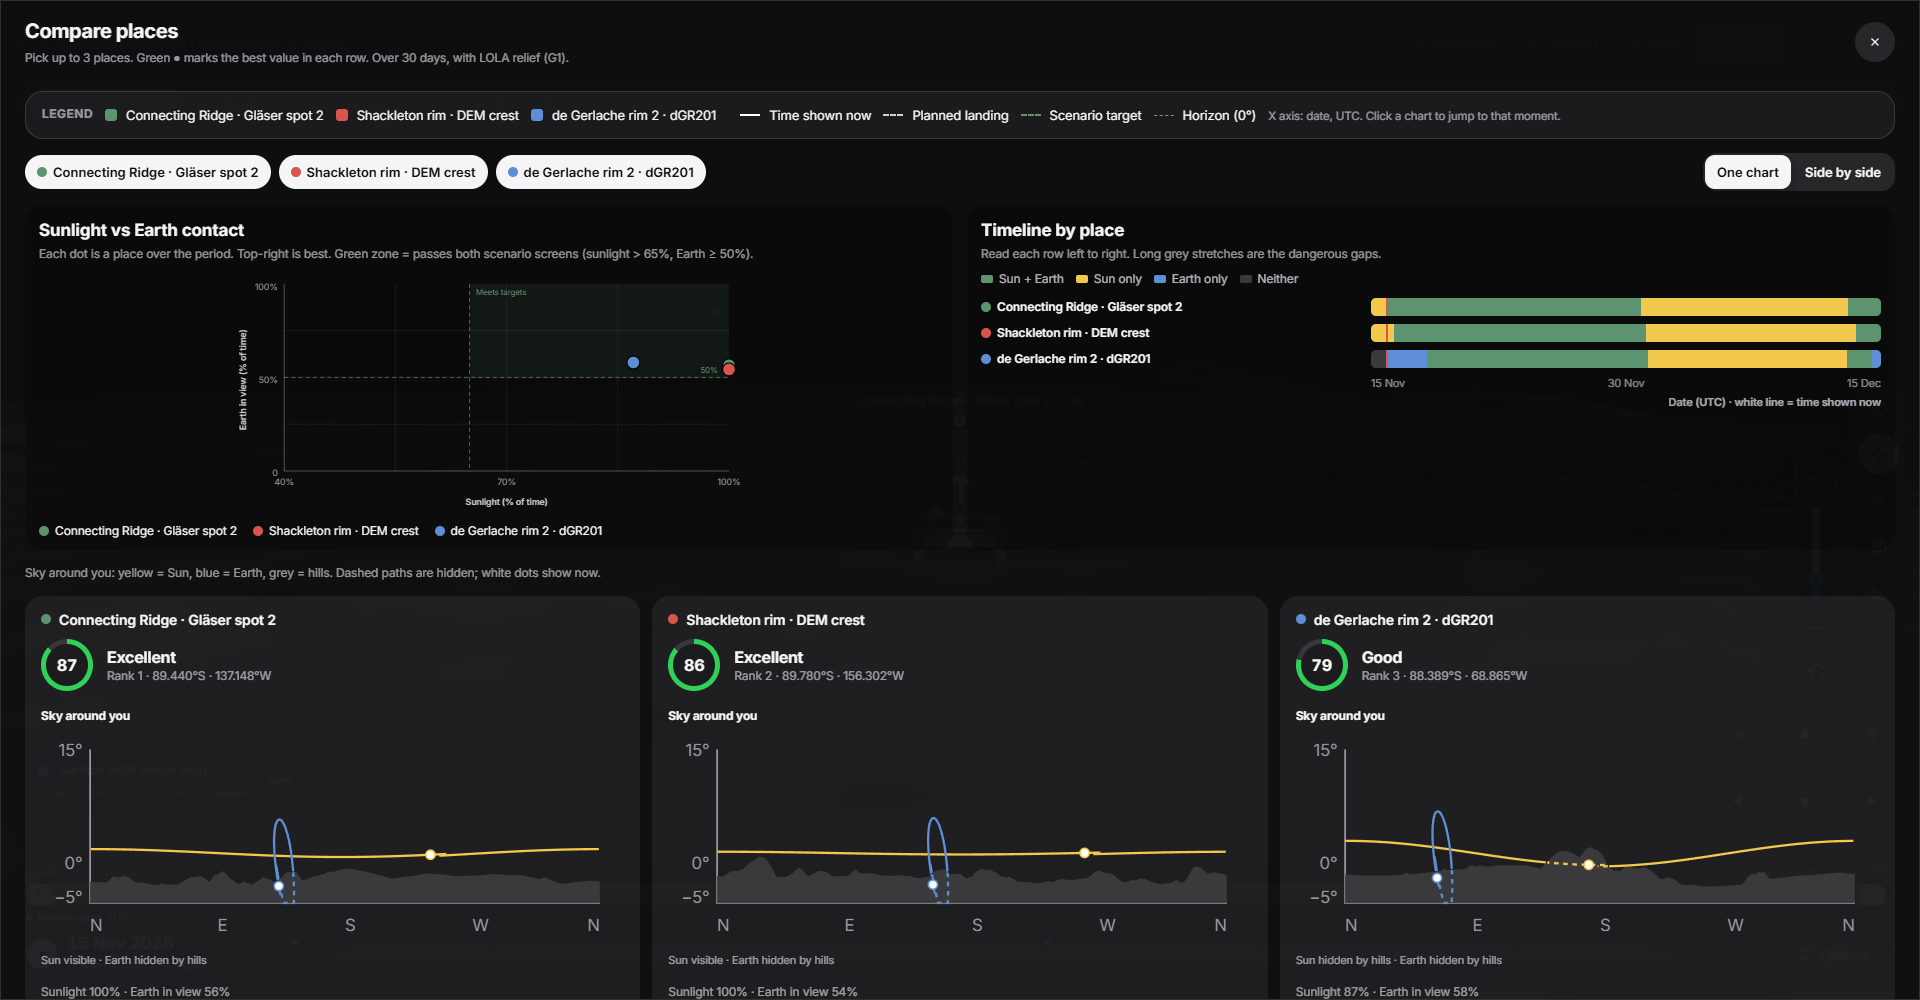 Compare places
Pick up to 3 places. Green ● marks the best value in each row. Over 30 days, with LOLA relief (G1).
×
LEGEND Connecting Ridge · Gläser spot 2 Shackleton rim · DEM crest de Gerlache rim 2 · dGR201 Time shown now Planned landing Scenario target Horizon (0°) X axis: date, UTC. Click a chart to jump to that moment.
Connecting Ridge · Gläser spot 2 Shackleton rim · DEM crest de Gerlache rim 2 · dGR201
One chart Side by side
Sunlight vs Earth contact
Each dot is a place over the period. Top-right is best. Green zone = passes both scenario screens (sunlight > 65%, Earth ≥ 50%).
100%
Meets targets
50%
50%
0
Earth in view (% of time)
40% 70% 100%
Sunlight (% of time)
Connecting Ridge · Gläser spot 2 Shackleton rim · DEM crest de Gerlache rim 2 · dGR201
Timeline by place
Read each row left to right. Long grey stretches are the dangerous gaps.
Sun + Earth Sun only Earth only Neither
Connecting Ridge · Gläser spot 2
Shackleton rim · DEM crest
de Gerlache rim 2 · dGR201
15 Nov 30 Nov 15 Dec
Date (UTC) · white line = time shown now
Sky around you: yellow = Sun, blue = Earth, grey = hills. Dashed paths are hidden; white dots show now.
Connecting Ridge · Gläser spot 2
87
Excellent
Rank 1 · 89.440°S · 137.148°W
Sky around you
15°
0°
−5°
N E S W N
15 Nov 2026
Sun visible · Earth hidden by hills
Sunlight 100% · Earth in view 56%
Shackleton rim · DEM crest
86
Excellent
Rank 2 · 89.780°S · 156.302°W
Sky around you
15°
0°
−5°
N E S W N
Sun visible · Earth hidden by hills
Sunlight 100% · Earth in view 54%
de Gerlache rim 2 · dGR201
79
Good
Rank 3 · 88.389°S · 68.865°W
Sky around you
15°
0°
−5°
N E S W N
Sun hidden by hills · Earth hidden by hills
Sunlight 87% · Earth in view 58%